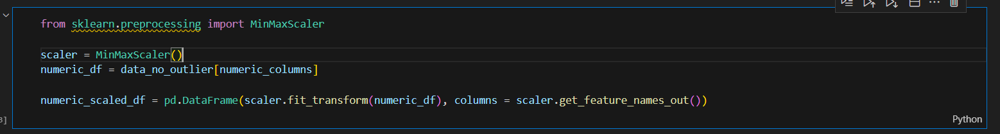 from sklearn.preprocessing import MinMaxScaler
scaler = MinMaxScaler()
numeric_df = data_no_outlier[numeric_columns]
numeric_scaled_df = pd.DataFrame(scaler.fit_transform(numeric_df), columns = scaler.get_feature_names_out())
3]
Python